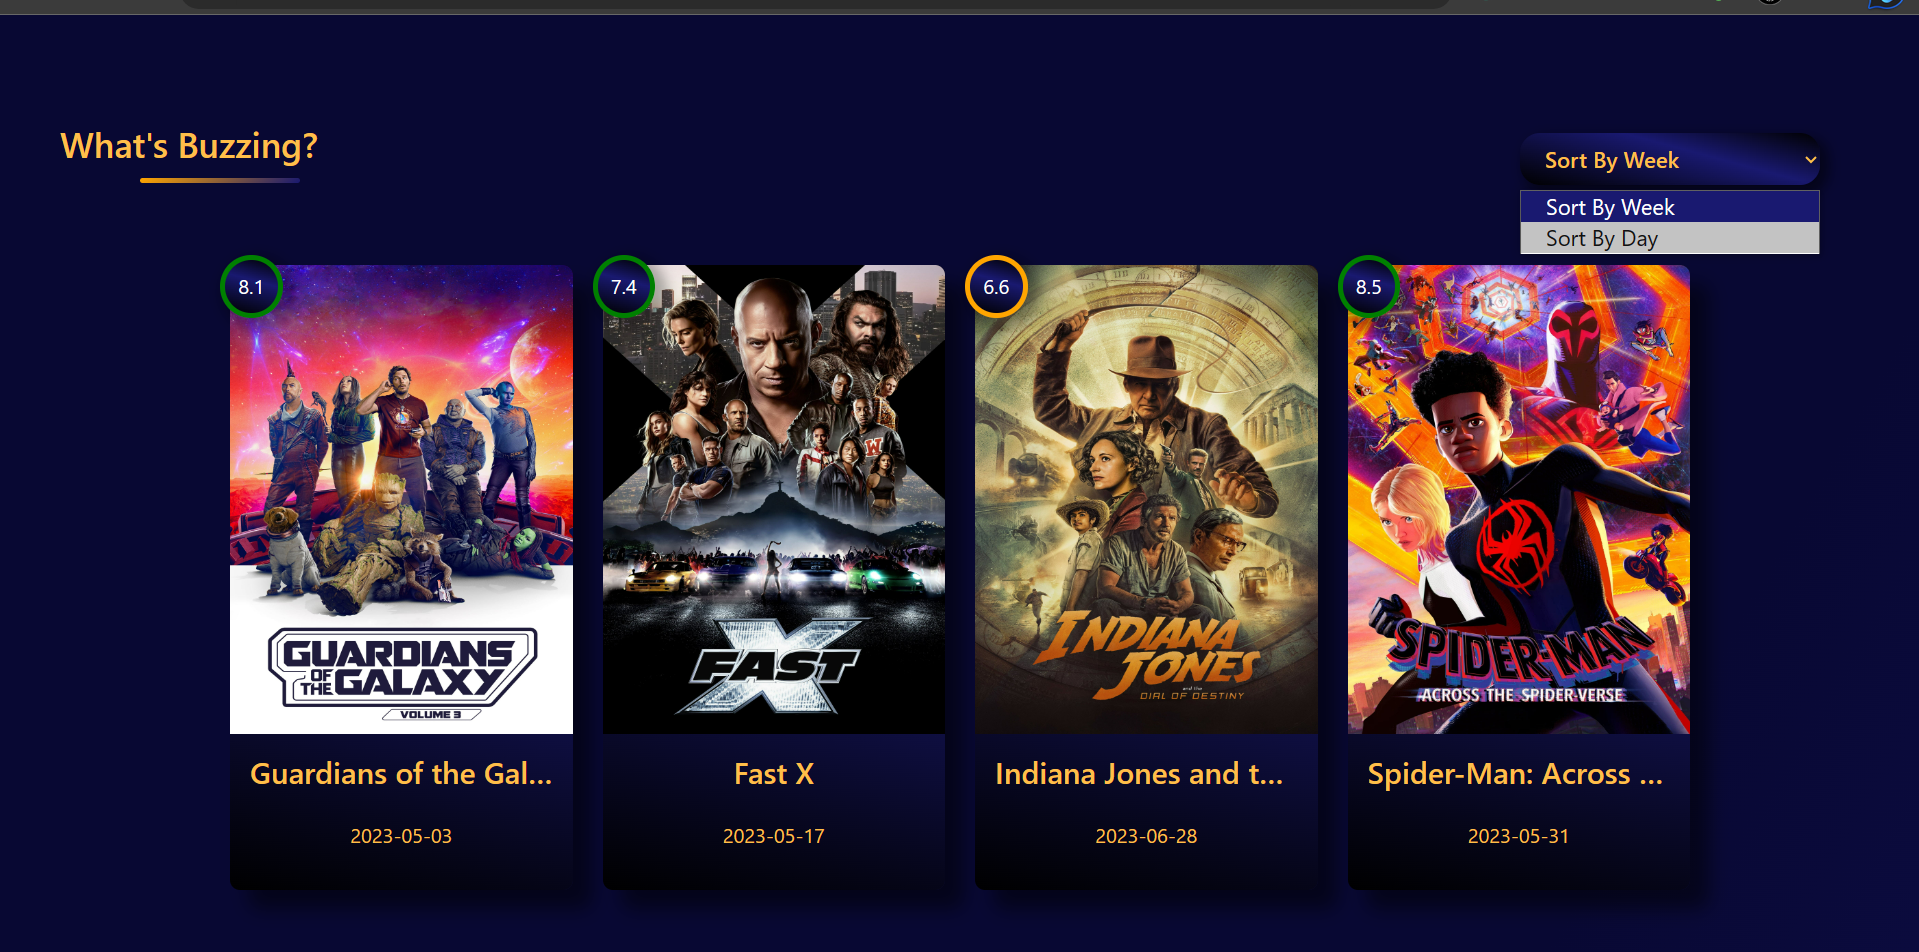 What's Buzzing?
Sort By Week
Sort By Week
Sort By Day
8.1
7.4
6.6
8.5
W
GUARDIANS
OF THE GALAXY
VOLUME 3
FAST X
INDIANA
JONES
and the
DIAL OF DESTINY
SPIDER-MAN
ACROSS THE SPIDER-VERSE
Guardians of the Gal...
Fast X
Indiana Jones and t...
Spider-Man: Across ...
2023-05-03
2023-05-17
2023-06-28
2023-05-31